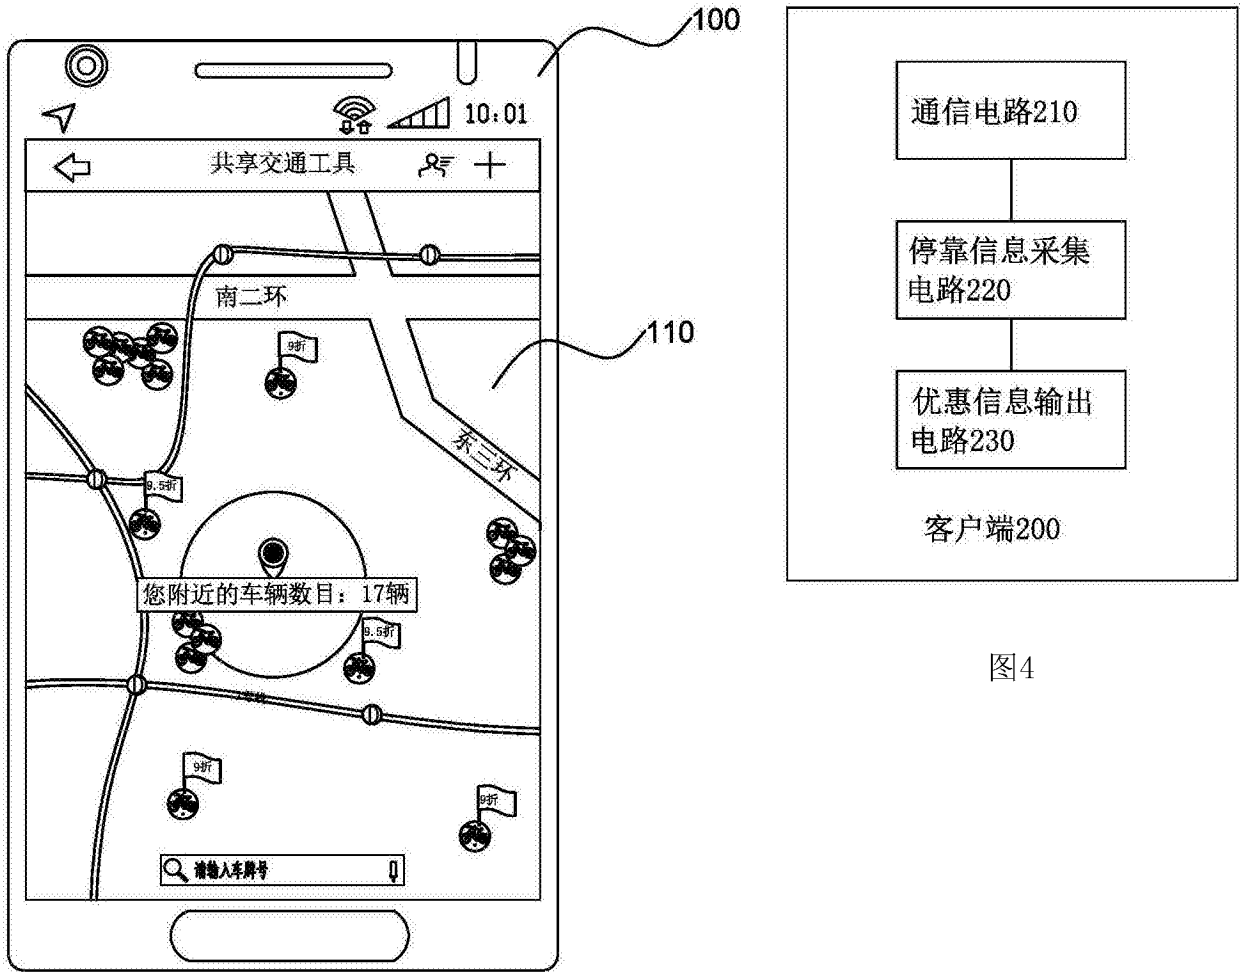 100
10:01
共享交通工具
南二环
110
9折
东三环
9.5折
您附近的车辆数目：17辆
9.5折
9折
9折
请输入车牌号
通信电路210
停靠信息采集
电路220
优惠信息输出
电路230
客户端200
图4